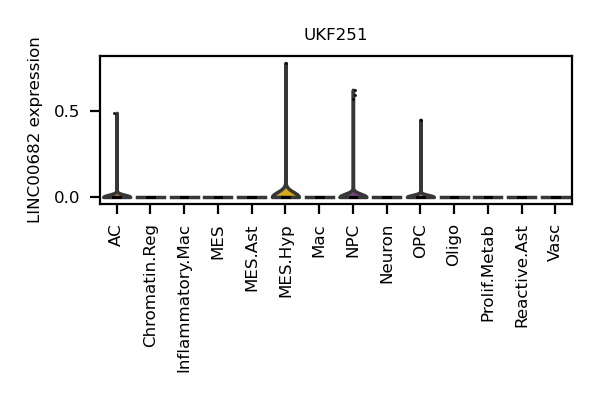 UKF251
LINC00682 expression
0.5
0.0
AC
Chromatin.Reg
Inflammatory.Mac
MES
MES.Ast
MES.Hyp
Mac
NPC
Neuron
OPC
Oligo
Prolif.Metab
Reactive.Ast
Vasc